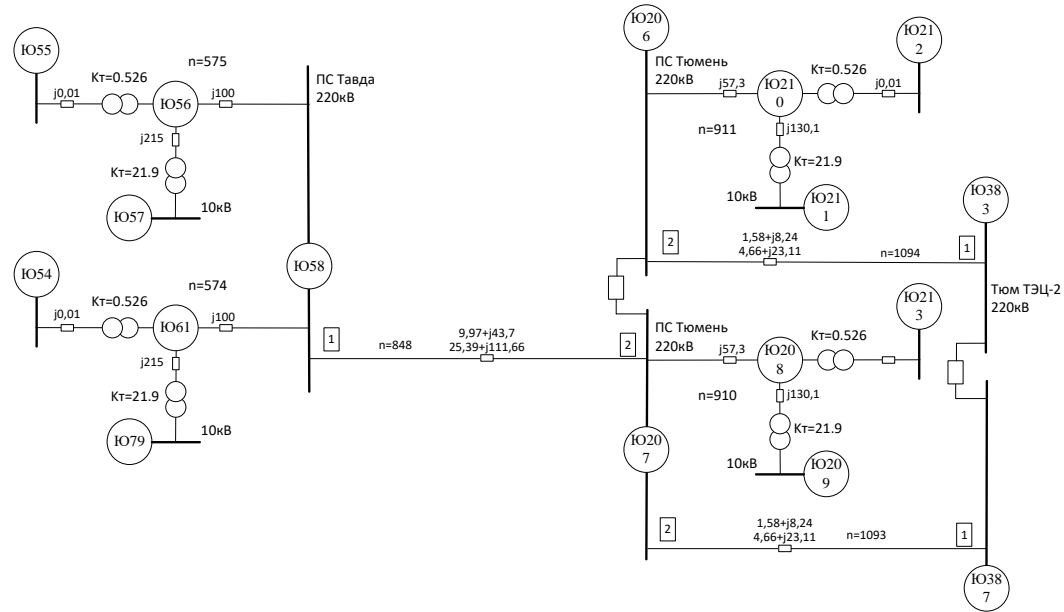 Ю55
j0,01
Кт=0.526
n=575
Ю56
j100
j215
Кт=21.9
10кВ
Ю57
ПС Тавда
220кВ
Ю54
j0,01
Кт=0.526
n=574
Ю61
j100
j215
Кт=21.9
10кВ
Ю79
Ю58
1
n=848
9,97+j43,7
25,39+j111,66
2
Ю20
6
ПС Тюмень
220кВ
j57,3
Ю21
0
Кт=0.526
j0,01
Ю21
2
n=911
j130,1
Кт=21.9
10кВ
Ю21
1
2
1,58+j8,24
4,66+j23,11
n=1094
1
Ю38
3
Тюм ТЭЦ-2
220кВ
ПС Тюмень
220кВ
j57,3
Ю20
8
Кт=0.526
Ю21
3
n=910
j130,1
Кт=21.9
10кВ
Ю20
9
Ю20
7
2
1,58+j8,24
4,66+j23,11
n=1093
1
Ю38
7